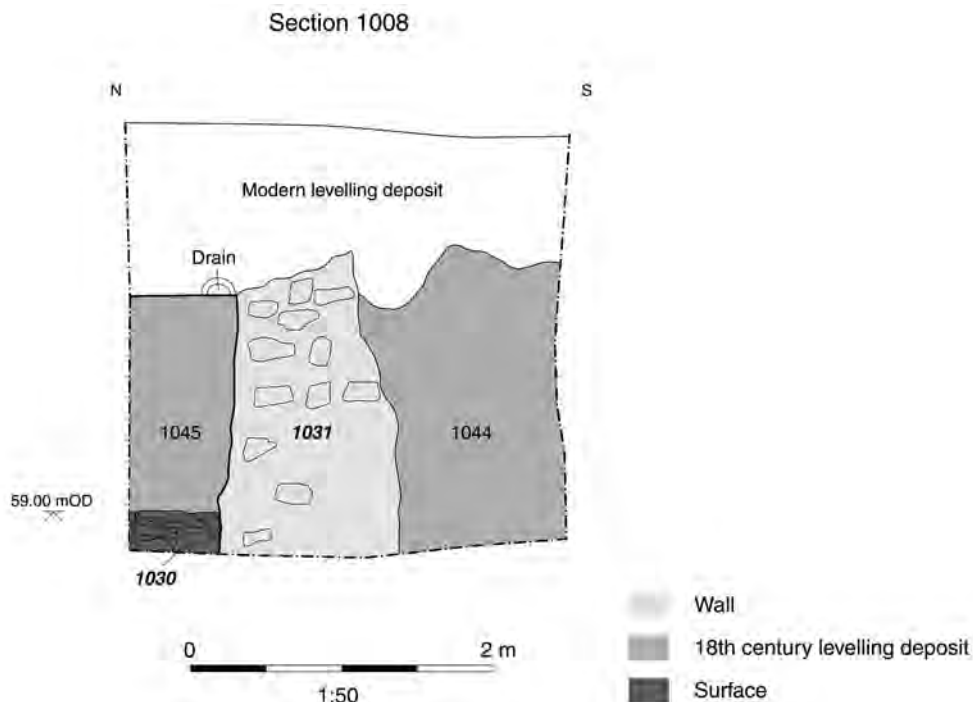 Section 1008
N
S
Modern levelling deposit
Drain
1045
1031
1044
59.00 mOD
1030
0
2 m
1:50
Wall
18th century levelling deposit
Surface